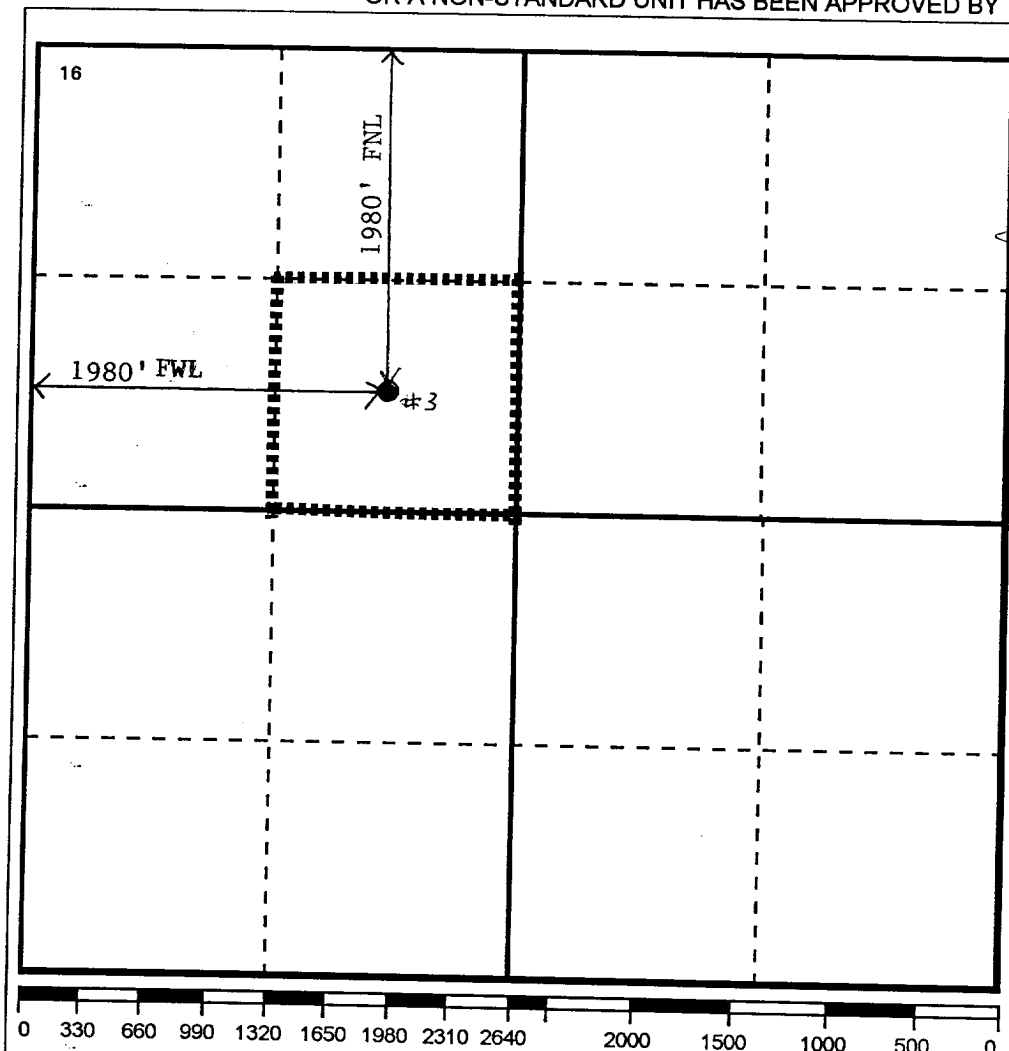 OR A NON-STANDARD UNIT HAS BEEN APPROVED BY
16
1980' FNL
1980' FWL
#3
0 330 660 990 1320 1650 1980 2310 2640 2000 1500 1000 500 0